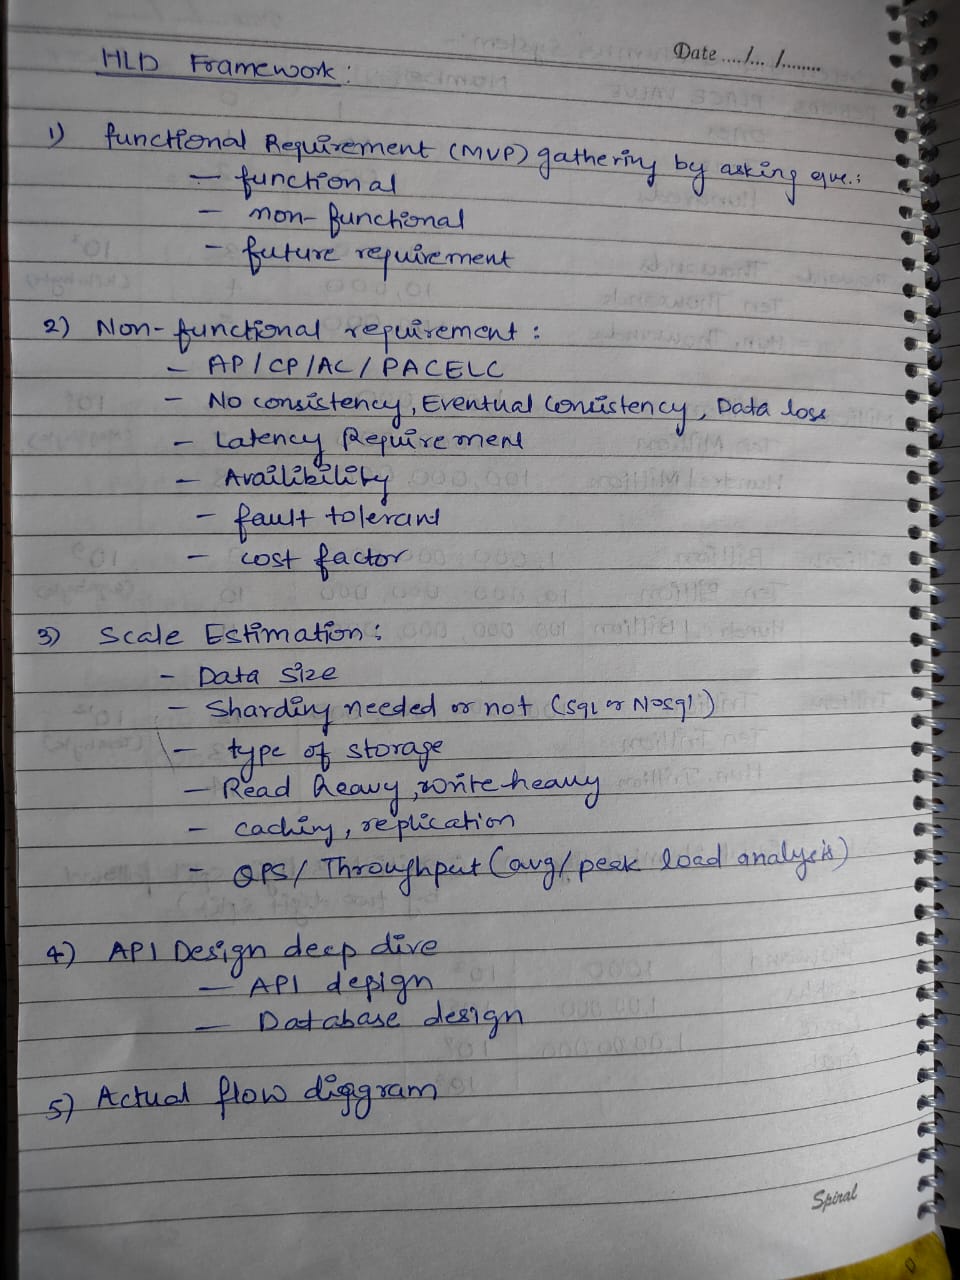 Date ..../.... /........
HLD Framework :
1) functional Requirement (MVP) gathering by asking que.:
– functional
– non-functional
– future requirement
2) Non-functional requirement :
– AP / CP / AC / PACELC
– No consistency, Eventual consistency, Data loss
– Latency Requirement
– Availibility
– fault tolerant
– cost factor
3) Scale Estimation :
– Data size
– Sharding needed or not (sql or Nosql)
– type of storage
– Read heavy, write heavy
– caching, replication
– QPS / Throughput (avg/ peak load analysis)
4) API Design deep dive
– API design
– Database design
5) Actual flow diagram
Spiral